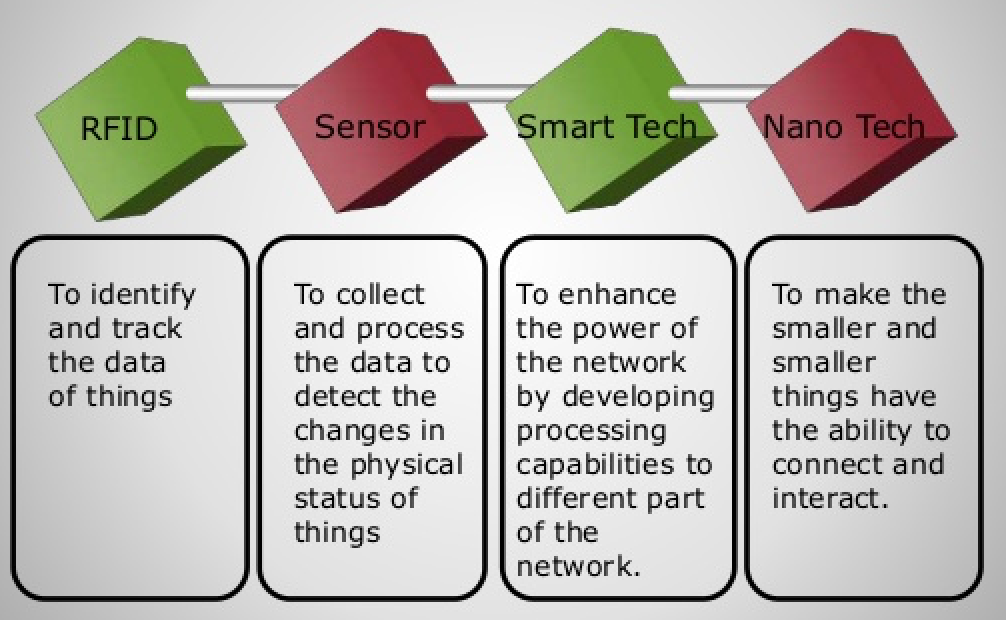 RFID
Sensor
Smart Tech
Nano Tech
To identify
and track
the data
of things
To collect
and process
the data to
detect the
changes in
the physical
status of
things
To enhance
the power of
the network
by developing
processing
capabilities to
different part
of the
network.
To make the
smaller and
smaller
things have
the ability to
connect and
interact.